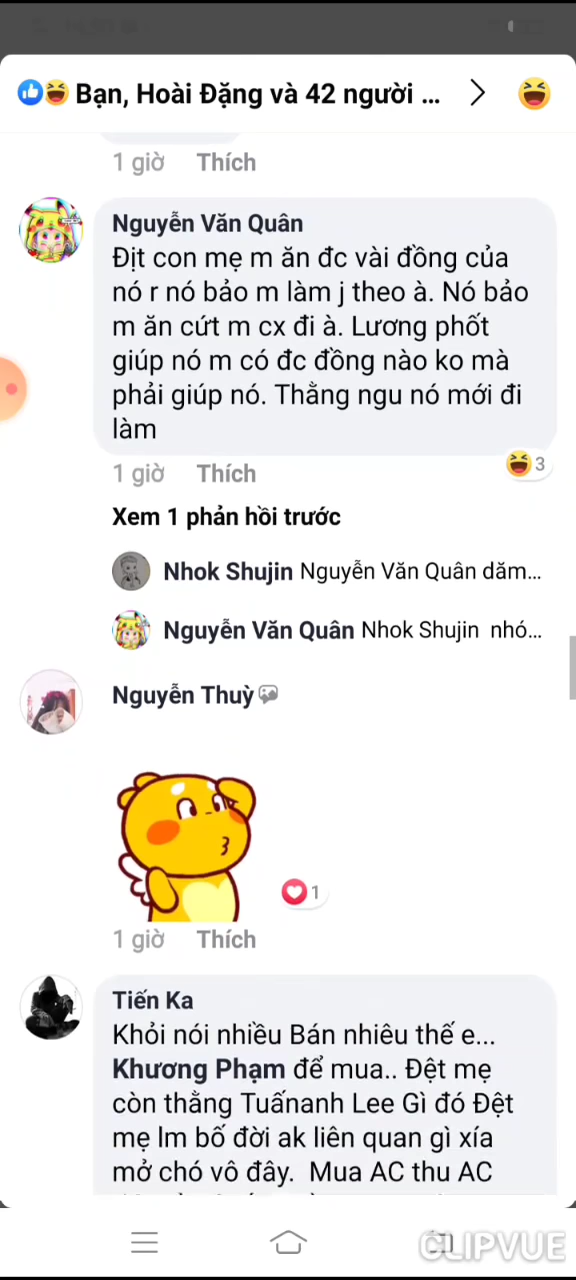 Bạn, Hoài Đặng và 42 người ...
1 giờ Thích
Nguyễn Văn Quân
Địt con mẹ m ăn đc vài đồng của
nó r nó bảo m làm j theo à. Nó bảo
m ăn cứt m cx đi à. Lương phốt
giúp nó m có đc đồng nào ko mà
phải giúp nó. Thằng ngu nó mới đi
làm
3
1 giờ Thích
Xem 1 phản hồi trước
Nhok Shujin Nguyễn Văn Quân dăm...
Nguyễn Văn Quân Nhok Shujin nhó...
Nguyễn Thuỳ
1
1 giờ Thích
Tiến Ka
Khỏi nói nhiều Bán nhiêu thế e...
Khương Phạm để mua.. Đệt mẹ
còn thằng Tuấnanh Lee Gì đó Đệt
mẹ lm bố đời ak liên quan gì xía
mở chó vô đây. Mua AC thu AC
CLIPVUE